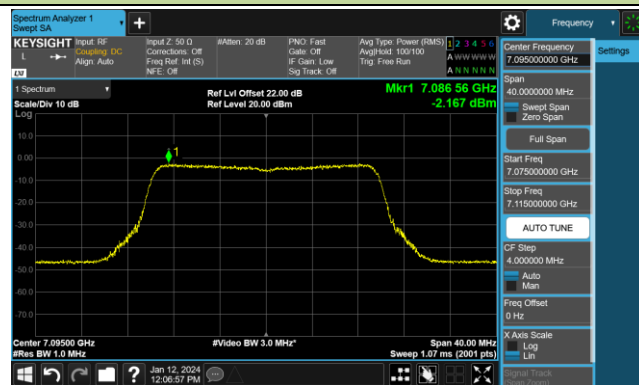 Spectrum Analyzer 1
Swept SA
Frequency
KEYSIGHT
Input: RF
Coupling: DC
Align: Auto
Input Z: 50 Ω
Corrections: Off
Freq Ref: Int (S)
NFE: Off
#Atten: 20 dB
PNO: Fast
Gate: Off
IF Gain: Low
Sig Track: Off
Avg Type: Power (RMS)
Avg|Hold: 100/100
Trig: Free Run
1 2 3 4 5 6
A W W W W W
A N N N N N
L
LXI
1 Spectrum
Scale/Div 10 dB
Log
Ref Lvl Offset 22.00 dB
Ref Level 20.00 dBm
Mkr1 7.086 56 GHz
-2.167 dBm
1
10.0
0.00
-10.0
-20.0
-30.0
-40.0
-50.0
-60.0
-70.0
Center 7.09500 GHz
#Res BW 1.0 MHz
#Video BW 3.0 MHz*
Span 40.00 MHz
Sweep 1.07 ms (2001 pts)
Jan 12, 2024
12:06:57 PM
Center Frequency
7.095000000 GHz
Settings
Span
40.0000000 MHz
Swept Span
Zero Span
Full Span
Start Freq
7.075000000 GHz
Stop Freq
7.115000000 GHz
AUTO TUNE
CF Step
4.000000 MHz
Auto
Man
Freq Offset
0 Hz
X Axis Scale
Log
Lin
Signal Track
(Span Zoom)